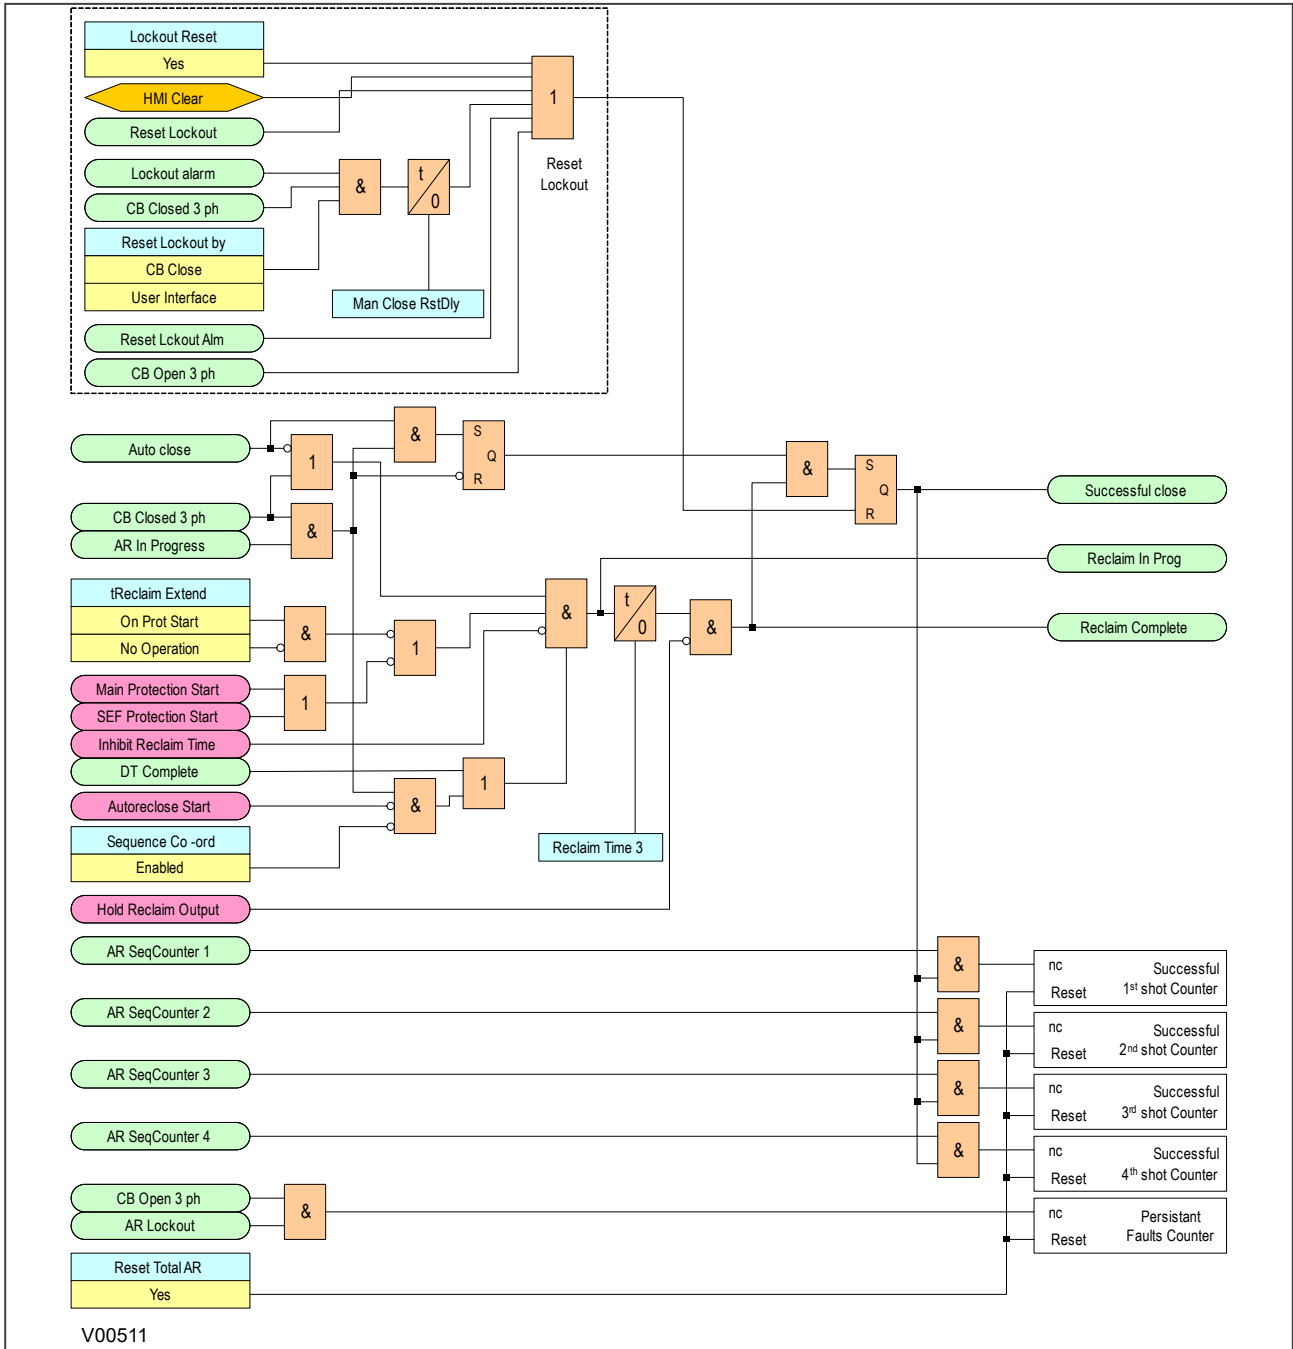 Lockout Reset
Yes
HMI Clear
Reset Lockout
1
Reset
Lockout
Lockout alarm
CB Closed 3 ph
&
t
0
Reset Lockout by
CB Close
User Interface
Man Close RstDly
Reset Lckout Alm
CB Open 3 ph
Auto close
1
&
S
Q
R
&
S
Q
R
Successful close
CB Closed 3 ph
AR In Progress
&
Reclaim In Prog
tReclaim Extend
On Prot Start
No Operation
&
1
&
t
0
&
Reclaim Complete
Main Protection Start
SEF Protection Start
1
Inhibit Reclaim Time
DT Complete
1
Autoreclose Start
&
Sequence Co -ord
Enabled
Reclaim Time 3
Hold Reclaim Output
AR SeqCounter 1
&
nc Successful
Reset 1st shot Counter
AR SeqCounter 2
&
nc Successful
Reset 2nd shot Counter
AR SeqCounter 3
&
nc Successful
Reset 3rd shot Counter
AR SeqCounter 4
&
nc Successful
Reset 4th shot Counter
CB Open 3 ph
AR Lockout
&
nc Persistant
Reset Faults Counter
Reset Total AR
Yes
V00511